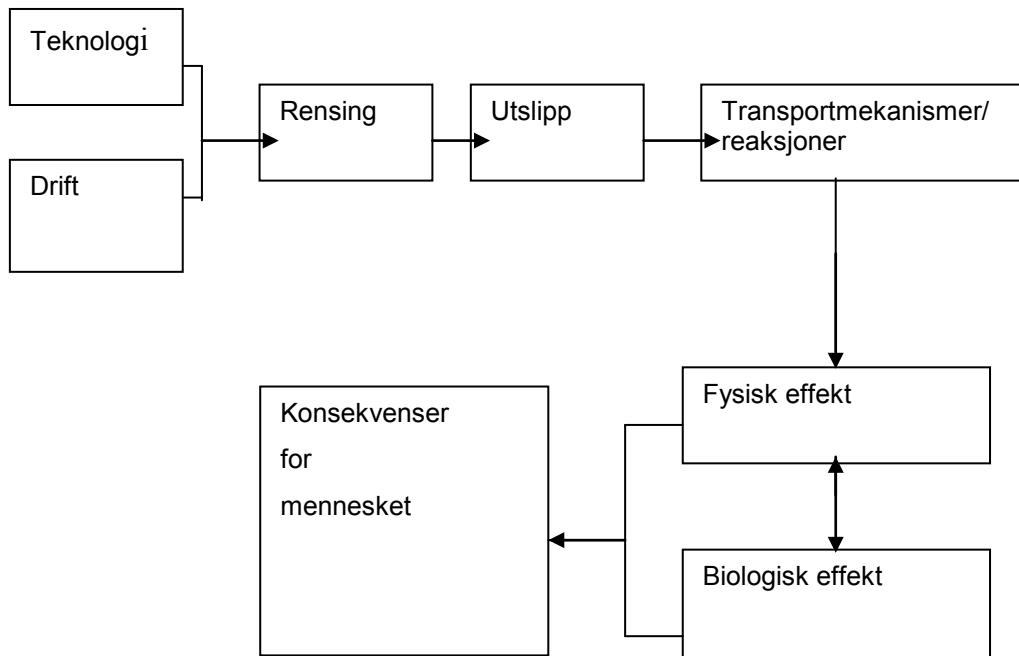 Teknologi
Drift
Rensing
Utslipp
Transportmekanismer/
reaksjoner
Fysisk effekt
Biologisk effekt
Konsekvenser
for
mennesket